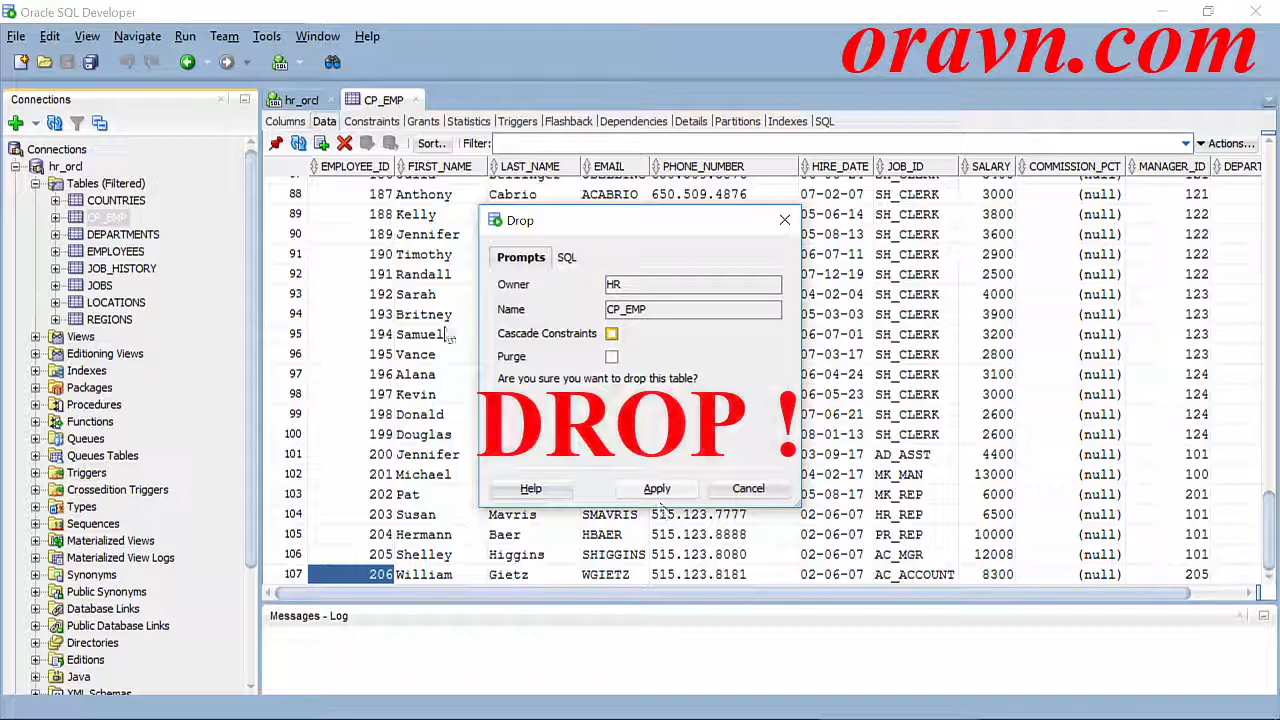 Oracle SQL Developer
File Edit View Navigate Run Team Tools Window Help
oravn.com
Connections
Connections
hr_orcl
Tables (Filtered)
COUNTRIES
CP_EMP
DEPARTMENTS
EMPLOYEES
JOB_HISTORY
JOBS
LOCATIONS
REGIONS
Views
Editioning Views
Indexes
Packages
Procedures
Functions
Queues
Queues Tables
Triggers
Crossedition Triggers
Types
Sequences
Materialized Views
Materialized View Logs
Synonyms
Public Synonyms
Database Links
Public Database Links
Directories
Editions
Java
XML Schemas
hr_orcl CP_EMP
Columns Data Constraints Grants Statistics Triggers Flashback Dependencies Details Partitions Indexes SQL
Sort.. Filter: Actions...
EMPLOYEE_ID FIRST_NAME LAST_NAME EMAIL PHONE_NUMBER HIRE_DATE JOB_ID SALARY COMMISSION_PCT MANAGER_ID DEPART
88 187 Anthony Cabrio ACABRIO 650.509.4876 07-02-07 SH_CLERK 3000 (null) 121
89 188 Kelly 05-06-14 SH_CLERK 3800 (null) 122
90 189 Jennifer 05-08-13 SH_CLERK 3600 (null) 122
91 190 Timothy 06-07-11 SH_CLERK 2900 (null) 122
92 191 Randall 07-12-19 SH_CLERK 2500 (null) 122
93 192 Sarah 04-02-04 SH_CLERK 4000 (null) 123
94 193 Britney 05-03-03 SH_CLERK 3900 (null) 123
95 194 Samuel 06-07-01 SH_CLERK 3200 (null) 123
96 195 Vance 07-03-17 SH_CLERK 2800 (null) 123
97 196 Alana 06-04-24 SH_CLERK 3100 (null) 124
98 197 Kevin 06-05-23 SH_CLERK 3000 (null) 124
99 198 Donald 07-06-21 SH_CLERK 2600 (null) 124
100 199 Douglas 08-01-13 SH_CLERK 2600 (null) 124
101 200 Jennifer 03-09-17 AD_ASST 4400 (null) 101
102 201 Michael 04-02-17 MK_MAN 13000 (null) 100
103 202 Pat 05-08-17 MK_REP 6000 (null) 201
104 203 Susan Mavris SMAVRIS 515.123.7777 02-06-07 HR_REP 6500 (null) 101
105 204 Hermann Baer HBAER 515.123.8888 02-06-07 PR_REP 10000 (null) 101
106 205 Shelley Higgins SHIGGINS 515.123.8080 02-06-07 AC_MGR 12008 (null) 101
107 206 William Gietz WGIETZ 515.123.8181 02-06-07 AC_ACCOUNT 8300 (null) 205
Drop
Prompts SQL
Owner HR
Name CP_EMP
Cascade Constraints
Purge
Are you sure you want to drop this table?
DROP !
Help Apply Cancel
Messages - Log